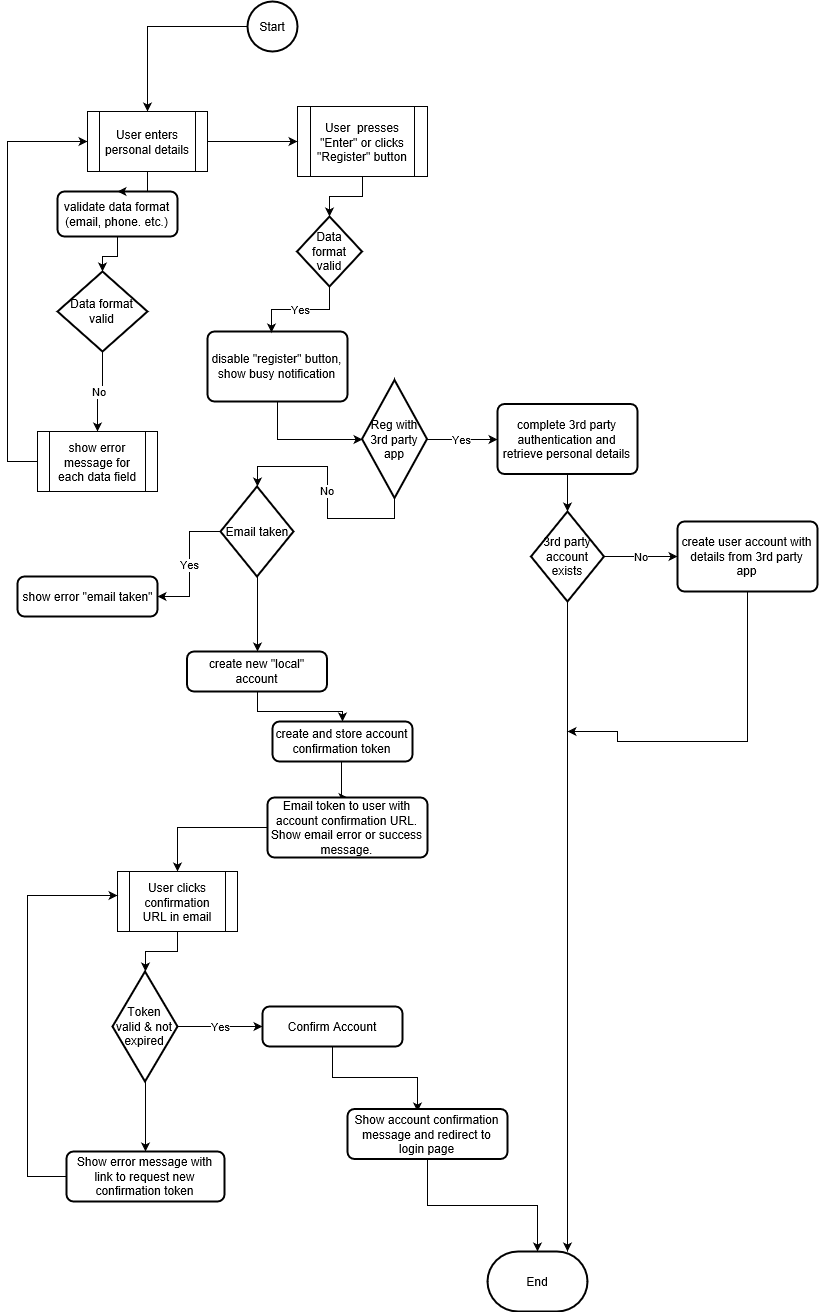 Start
User enters
personal details
User  presses
"Enter" or clicks
"Register" button
validate data format
(email, phone. etc.)
Data
format
valid
Data format
valid
Yes
disable "register" button,
show busy notification
No
Reg with
3rd party
app
Yes
complete 3rd party
authentication and
retrieve personal details
show error
message for
each data field
No
Email taken
3rd party
account
exists
No
create user account with
details from 3rd party
app
Yes
show error "email taken"
create new "local"
account
create and store account
confirmation token
Email token to user with
account confirmation URL.
Show email error or success
message.
User clicks
confirmation
URL in email
Token
valid & not
expired
Yes
Confirm Account
Show account confirmation
message and redirect to
login page
Show error message with
link to request new
confirmation token
End